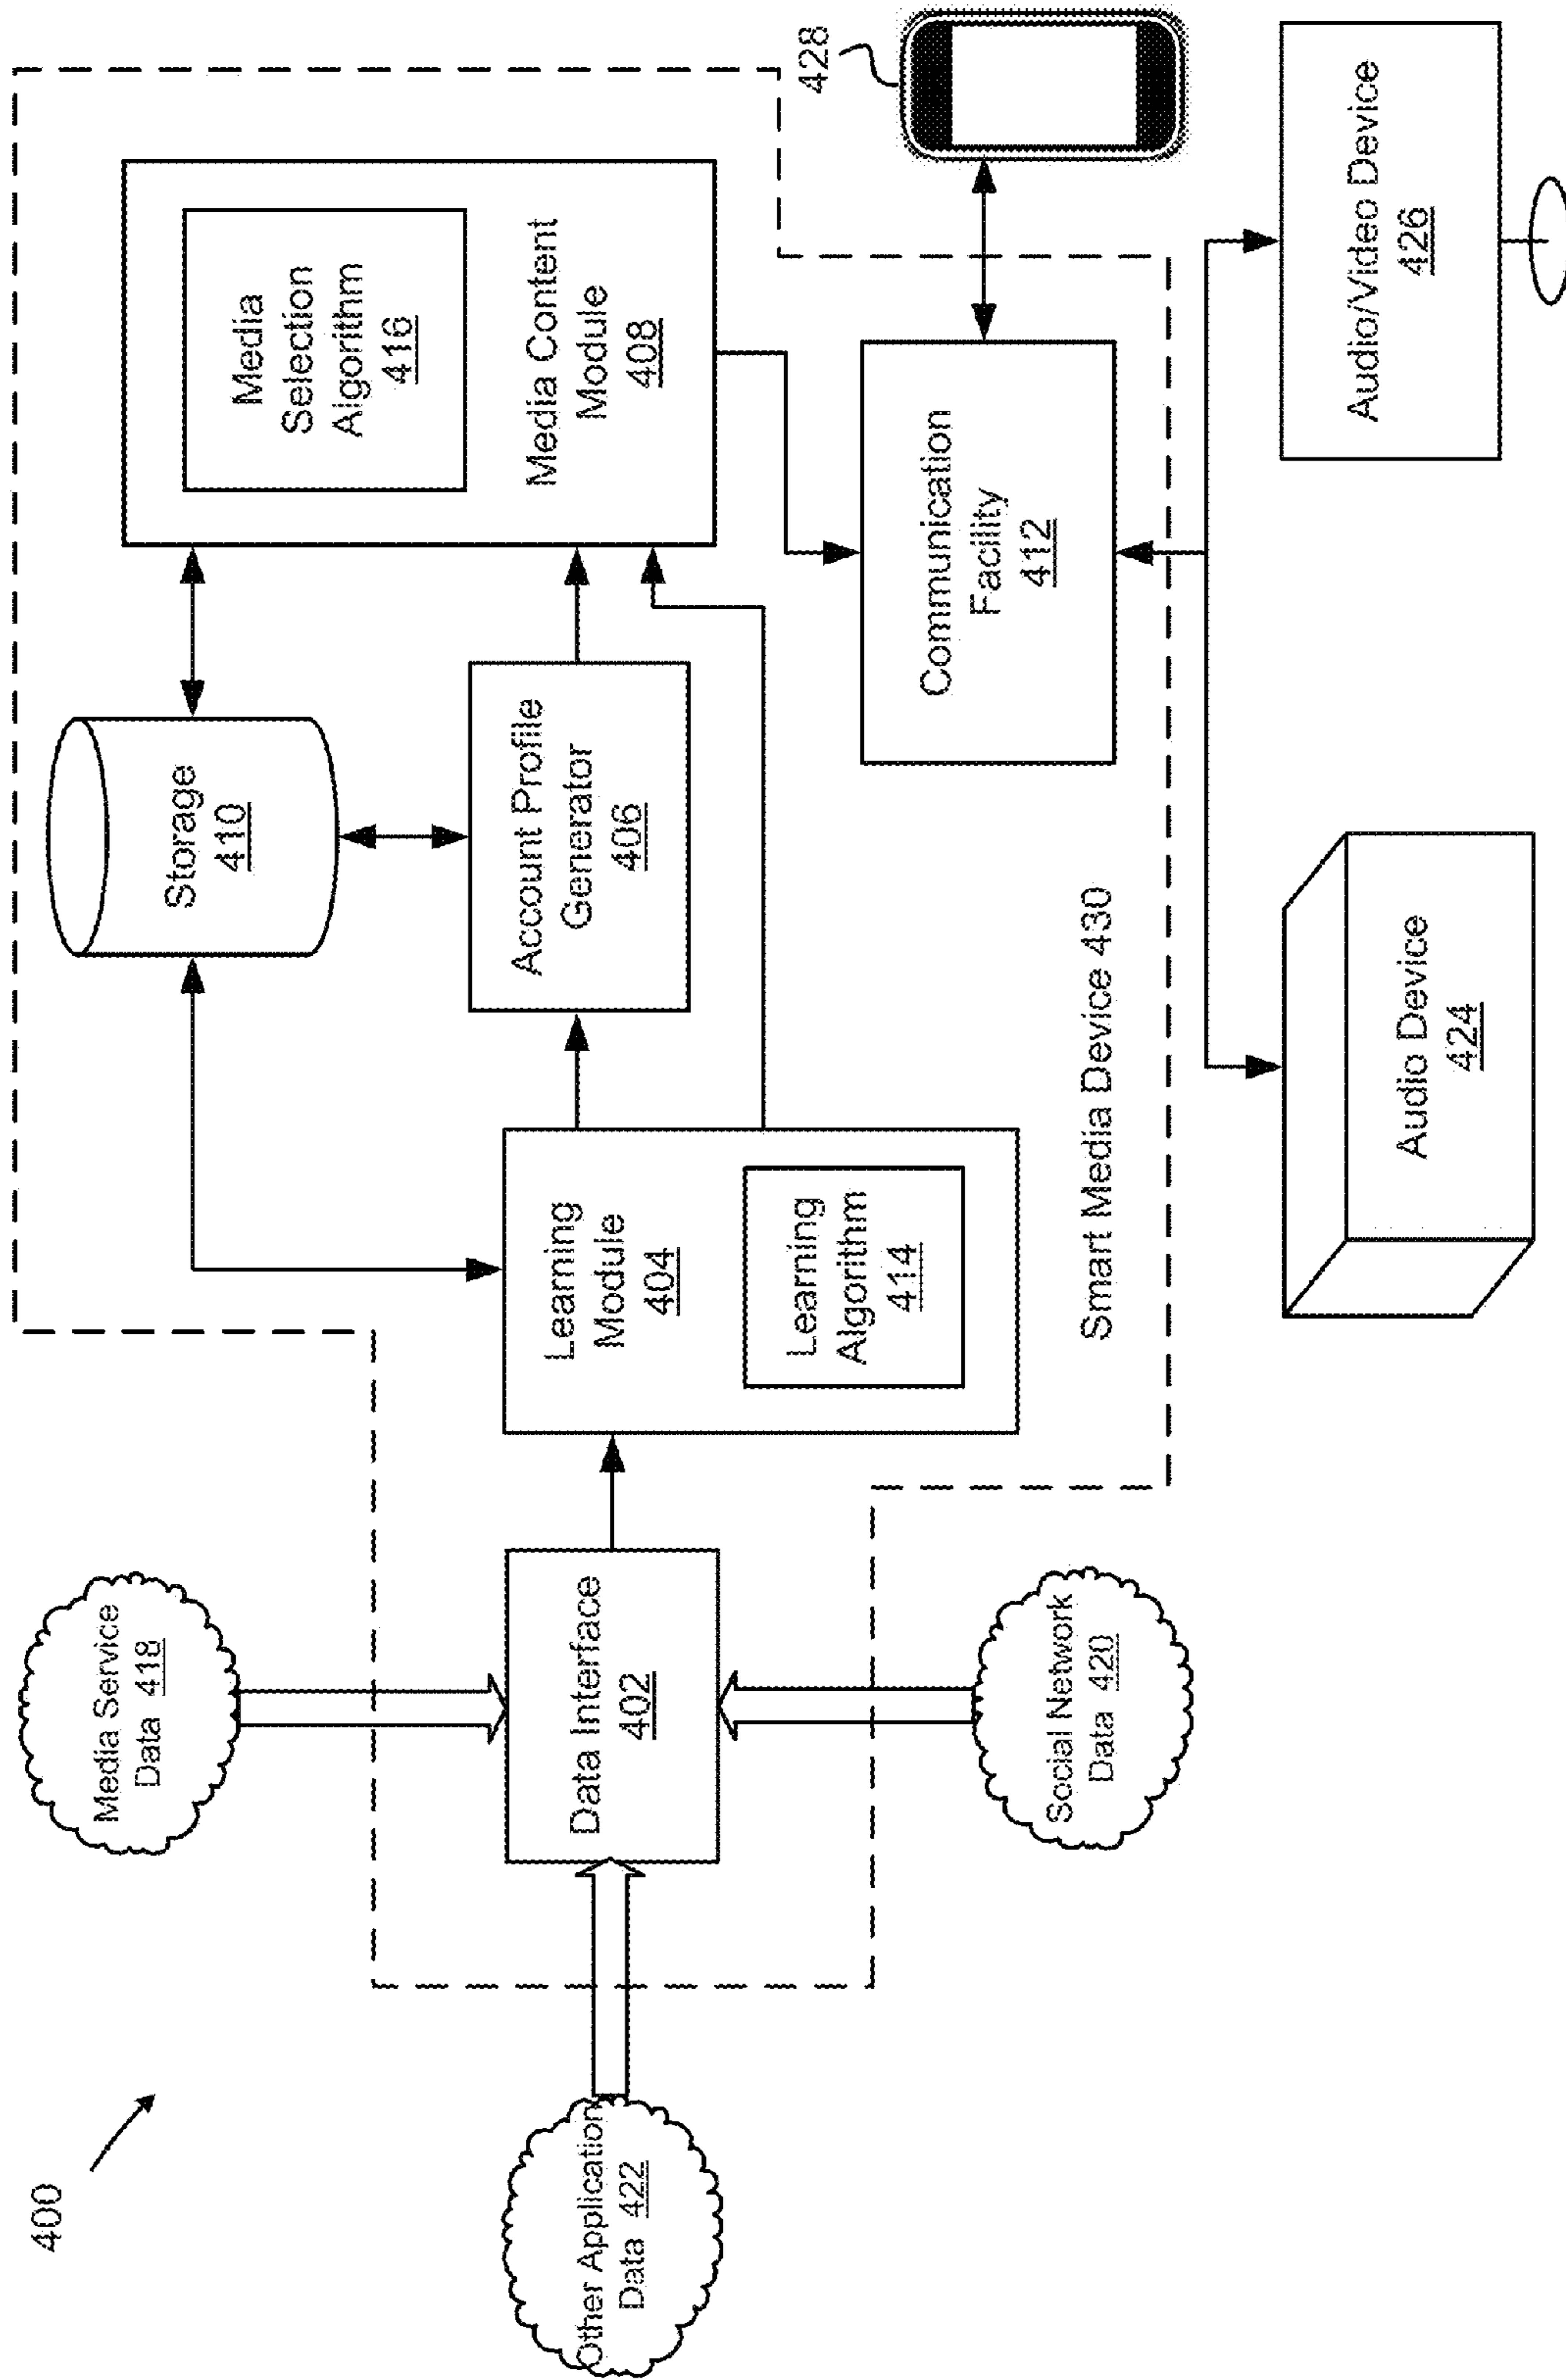 400
Media Service
Data 418
Other Application
Data 422
Data Interface
402
Social Network
Data 420
Learning
Module
404
Learning
Algorithm
414
Storage
410
Account Profile
Generator
406
Media
Selection
Algorithm
416
Media Content
Module
408
Communication
Facility
412
Smart Media Device 430
428
Audio Device
424
Audio/Video Device
426